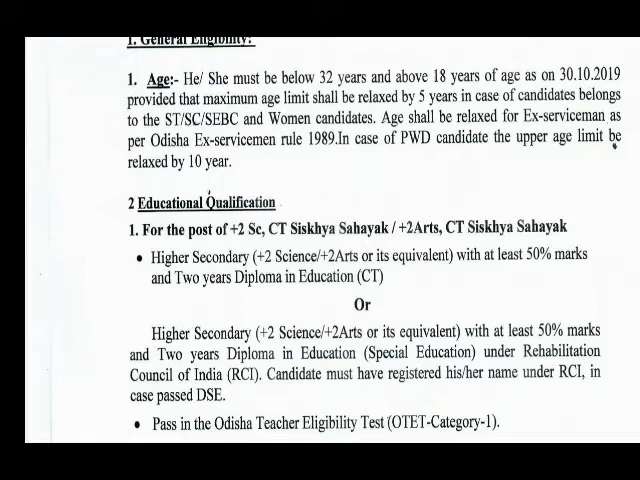 1. General Eligibility:
1. Age:- He/ She must be below 32 years and above 18 years of age as on 30.10.2019
provided that maximum age limit shall be relaxed by 5 years in case of candidates belongs
to the ST/SC/SEBC and Women candidates. Age shall be relaxed for Ex-serviceman as
per Odisha Ex-servicemen rule 1989.In case of PWD candidate the upper age limit be
relaxed by 10 year.
2 Educational Qualification
1. For the post of +2 Sc, CT Siskhya Sahayak / +2Arts, CT Siskhya Sahayak
• Higher Secondary (+2 Science/+2Arts or its equivalent) with at least 50% marks
and Two years Diploma in Education (CT)
Or
Higher Secondary (+2 Science/+2Arts or its equivalent) with at least 50% marks
and Two years Diploma in Education (Special Education) under Rehabilitation
Council of India (RCI). Candidate must have registered his/her name under RCI, in
case passed DSE.
• Pass in the Odisha Teacher Eligibility Test (OTET-Category-1).